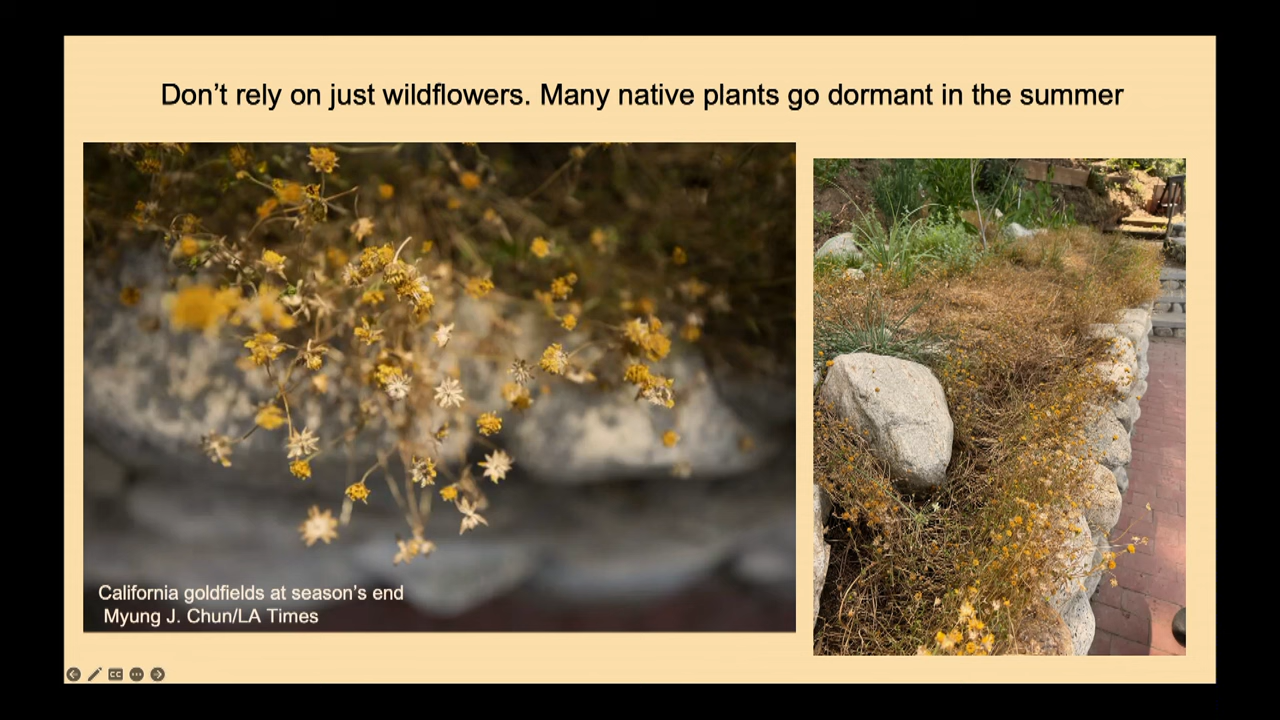 Don’t rely on just wildflowers. Many native plants go dormant in the summer
California goldfields at season’s end
Myung J. Chun/LA Times
CC